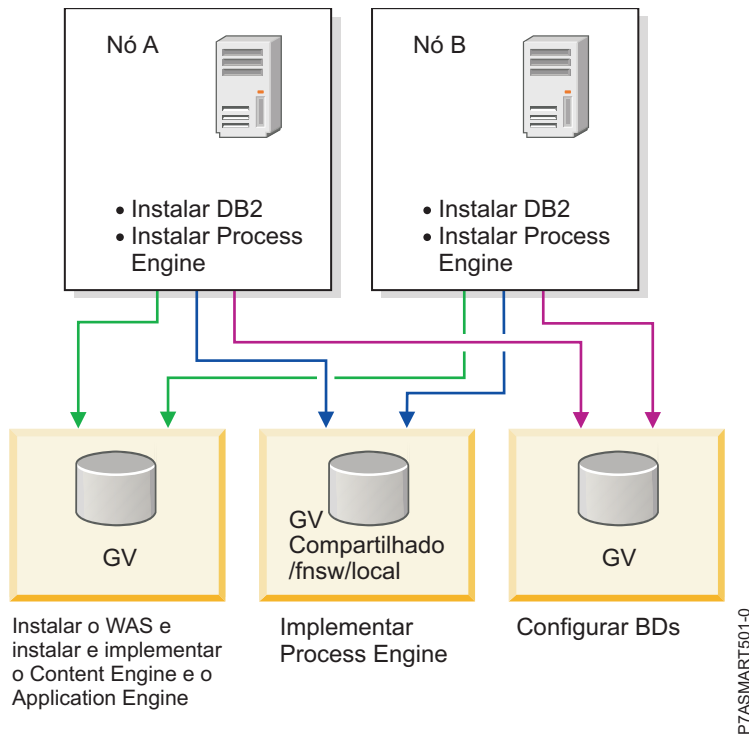 Nó A
• Instalar DB2
• Instalar Process
Engine
Nó B
• Instalar DB2
• Instalar Process
Engine
GV
GV
Compartilhado
/fnsw/local
GV
Instalar o WAS e
instalar e implementar
o Content Engine e o
Application Engine
Implementar
Process Engine
Configurar BDs
P7ASMART501-0